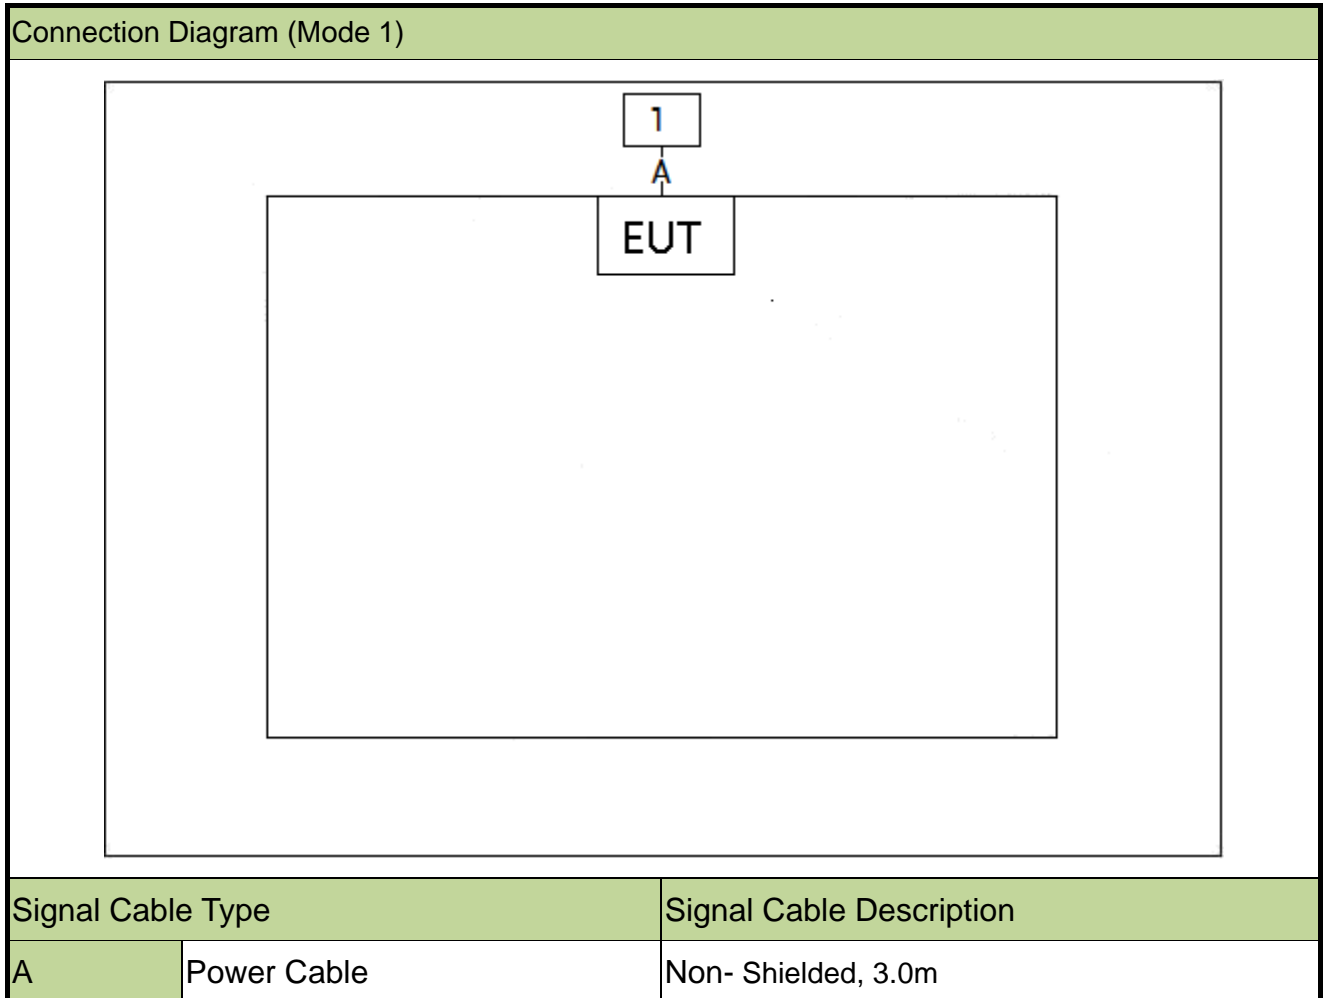 Connection Diagram (Mode 1)
1
A
EUT
Signal Cable Type Signal Cable Description
A Power Cable Non- Shielded, 3.0m